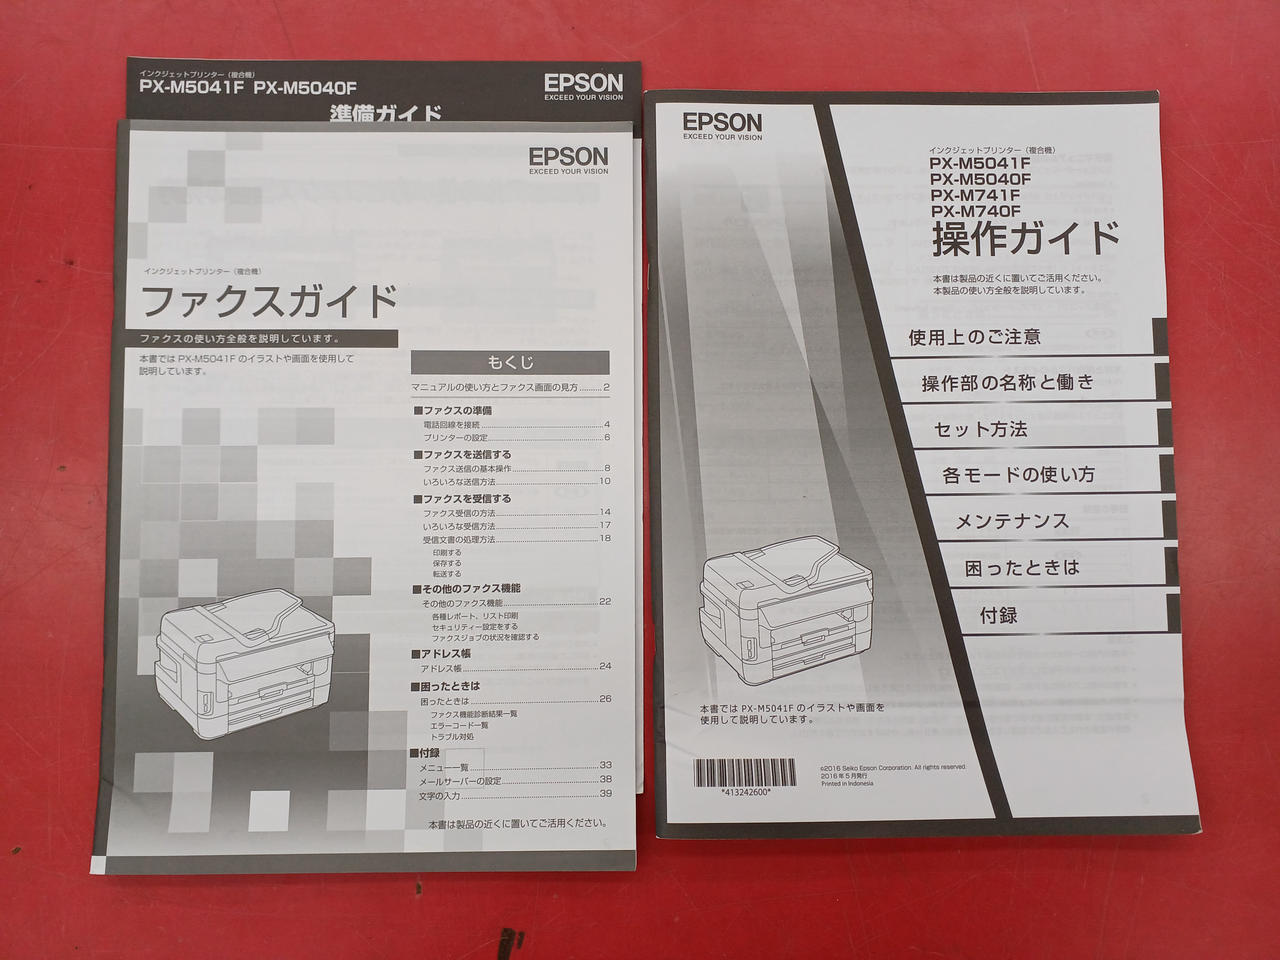 インクジェットプリンター（複合機）
PX-M5041F PX-M5040F
準備ガイド
EPSON
EXCEED YOUR VISION
EPSON
EXCEED YOUR VISION
インクジェットプリンター（複合機）
ファクスガイド
ファクスの使い方全般を説明しています。
本書では PX-M5041F のイラストや画面を使用して
説明しています。
もくじ
マニュアルの使い方とファクス画面の見方..........2
■ファクスの準備
電話回線を接続..........4
プリンターの設定..........6
■ファクスを送信する
ファクス送信の基本操作..........8
いろいろな送信方法..........10
■ファクスを受信する
ファクス受信の方法..........14
いろいろな受信方法..........17
受信文書の処理方法..........18
印刷する
保存する
転送する
■その他のファクス機能
その他のファクス機能..........22
各種レポート、リスト印刷
セキュリティー設定をする
ファクスジョブの状況を確認する
■アドレス帳
アドレス帳..........24
■困ったときは
困ったときは..........26
ファクス機能診断結果一覧
エラーコード一覧
トラブル対処
■付録
メニュー一覧..........33
メールサーバーの設定..........38
文字の入力..........39
本書は製品の近くに置いてご活用ください。
EPSON
EXCEED YOUR VISION
インクジェットプリンター（複合機）
PX-M5041F
PX-M5040F
PX-M741F
PX-M740F
操作ガイド
本書は製品の近くに置いてご活用ください。
本製品の使い方全般を説明しています。
使用上のご注意
操作部の名称と働き
セット方法
各モードの使い方
メンテナンス
困ったときは
付録
本書では PX-M5041F のイラストや画面を
使用して説明しています。
*413242600*
©2016 Seiko Epson Corporation. All rights reserved.
2016 年 5 月発行
Printed in Indonesia